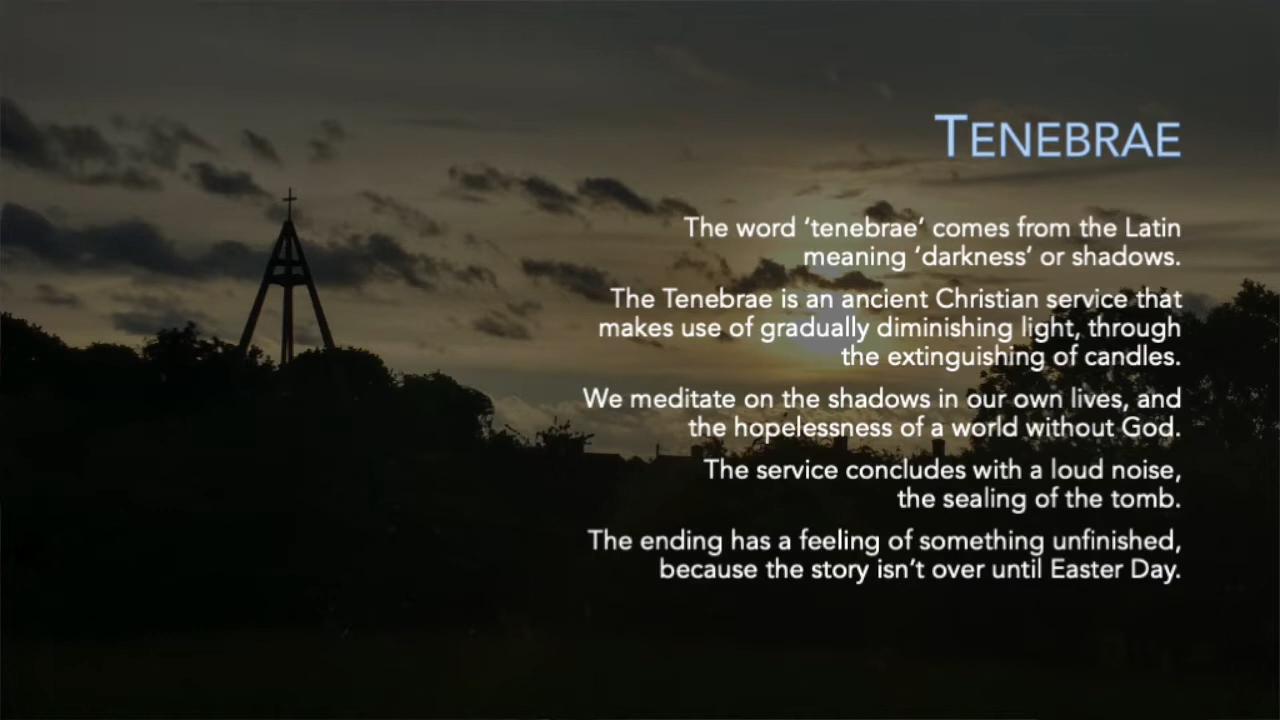 TENEBRAE
The word ‘tenebrae’ comes from the Latin
meaning ‘darkness’ or shadows.
The Tenebrae is an ancient Christian service that
makes use of gradually diminishing light, through
the extinguishing of candles.
We meditate on the shadows in our own lives, and
the hopelessness of a world without God.
The service concludes with a loud noise,
the sealing of the tomb.
The ending has a feeling of something unfinished,
because the story isn’t over until Easter Day.